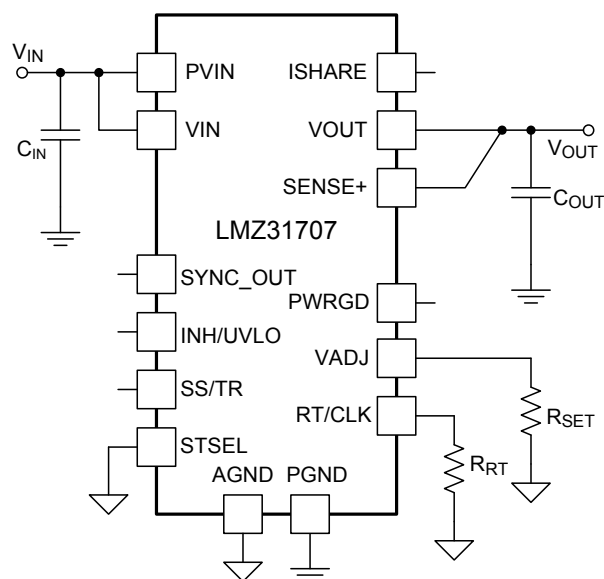 VIN
PVIN
ISHARE
VIN
VOUT
VOUT
CIN
SENSE+
COUT
LMZ31707
SYNC_OUT
PWRGD
INH/UVLO
VADJ
SS/TR
RT/CLK
RSET
STSEL
RRT
AGND
PGND